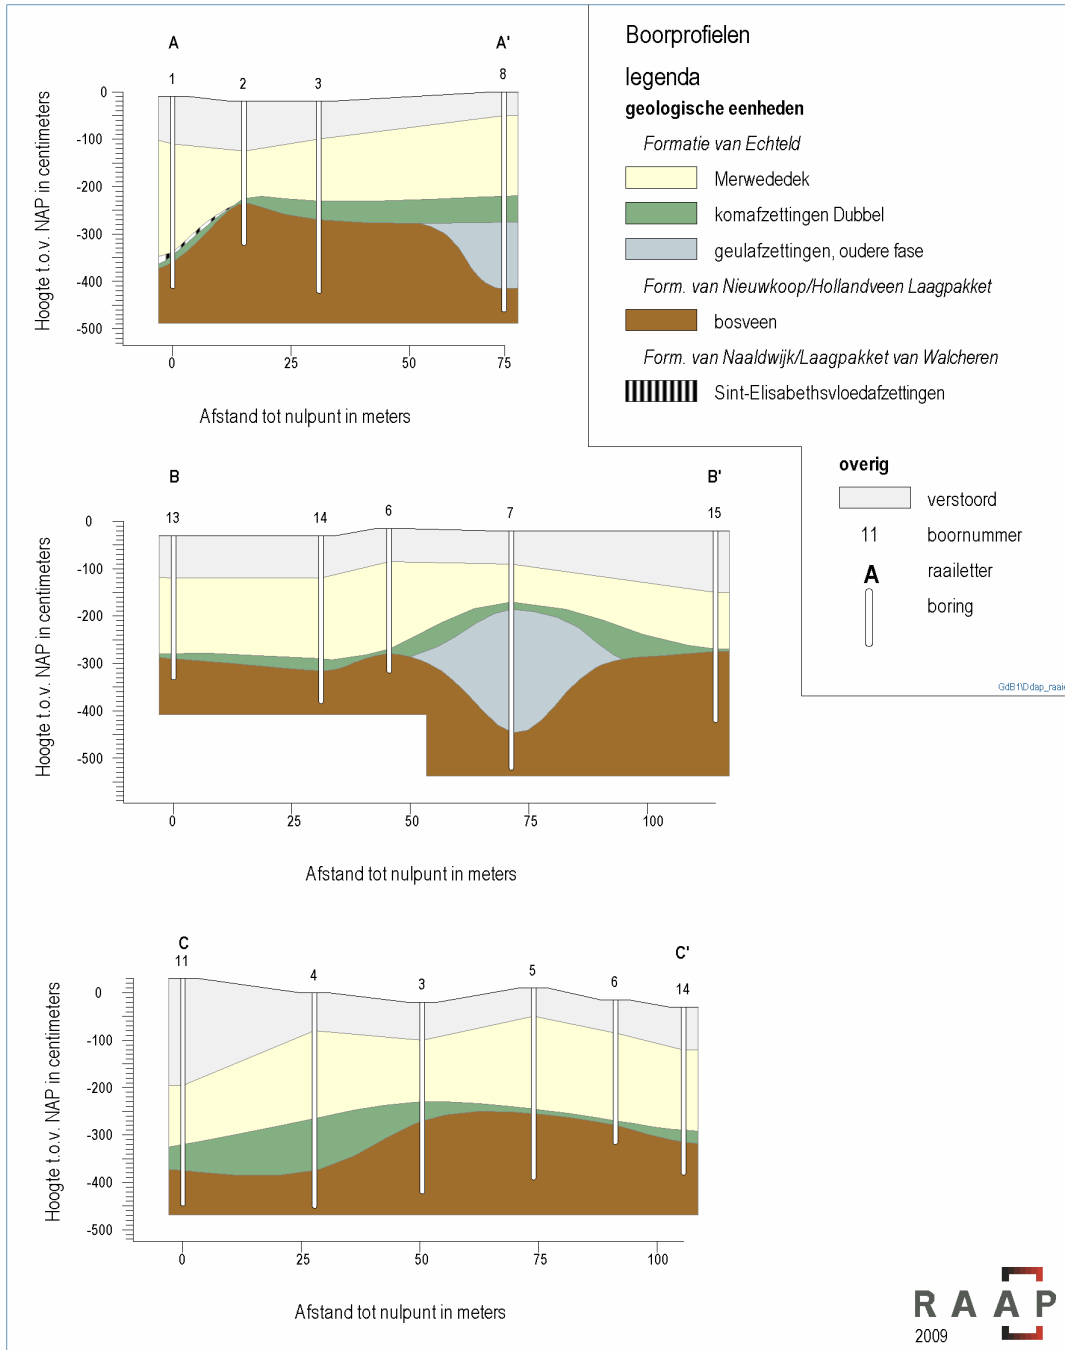 A A'
1 2 3 8
0
-100
-200
-300
-400
-500
Hoogte t.o.v. NAP in centimeters
0 25 50 75
Afstand tot nulpunt in meters
Boorprofielen
legenda
geologische eenheden
Formatie van Echteld
Merwededek
komafzettingen Dubbel
geulafzettingen, oudere fase
Form. van Nieuwkoop/Hollandveen Laagpakket
bosveen
Form. van Naaldwijk/Laagpakket van Walcheren
Sint-Elisabethsvloedafzettingen
overig
verstoord
11 boornummer
A raailetter
boring
GdB1\Ddap_raaie
B B'
13 14 6 7 15
0
-100
-200
-300
-400
-500
Hoogte t.o.v. NAP in centimeters
0 25 50 75 100
Afstand tot nulpunt in meters
C C'
11 4 3 5 6 14
0
-100
-200
-300
-400
-500
Hoogte t.o.v. NAP in centimeters
0 25 50 75 100
Afstand tot nulpunt in meters
RAAP
2009